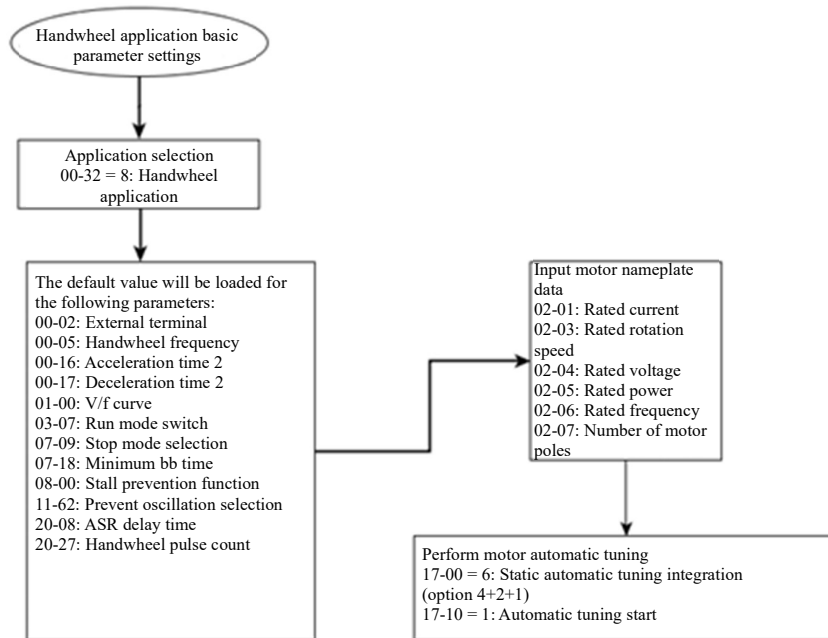 Handwheel application basic
parameter settings
Application selection
00-32 = 8: Handwheel
application
The default value will be loaded for
the following parameters:
00-02: External terminal
00-05: Handwheel frequency
00-16: Acceleration time 2
00-17: Deceleration time 2
01-00: V/f curve
03-07: Run mode switch
07-09: Stop mode selection
07-18: Minimum bb time
08-00: Stall prevention function
11-62: Prevent oscillation selection
20-08: ASR delay time
20-27: Handwheel pulse count
Input motor nameplate
data
02-01: Rated current
02-03: Rated rotation
speed
02-04: Rated voltage
02-05: Rated power
02-06: Rated frequency
02-07: Number of motor
poles
Perform motor automatic tuning
17-00 = 6: Static automatic tuning integration
(option 4+2+1)
17-10 = 1: Automatic tuning start